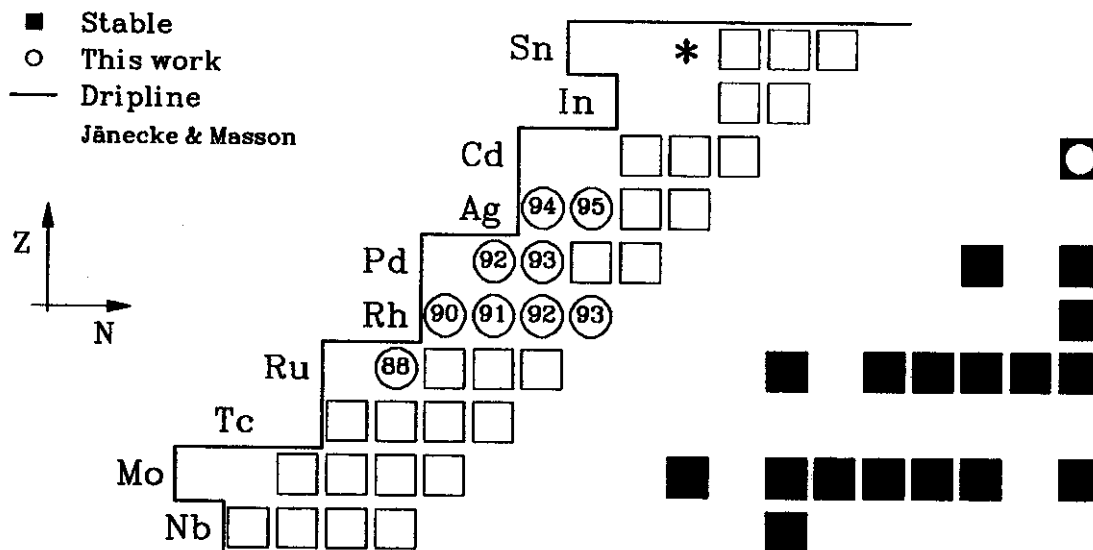 Stable
This work
Dripline
Jänecke & Masson
Sn *
In
Cd
Ag 94 95
Z
Pd 92 93
N
Rh 90 91 92 93
Ru 88
Tc
Mo
Nb